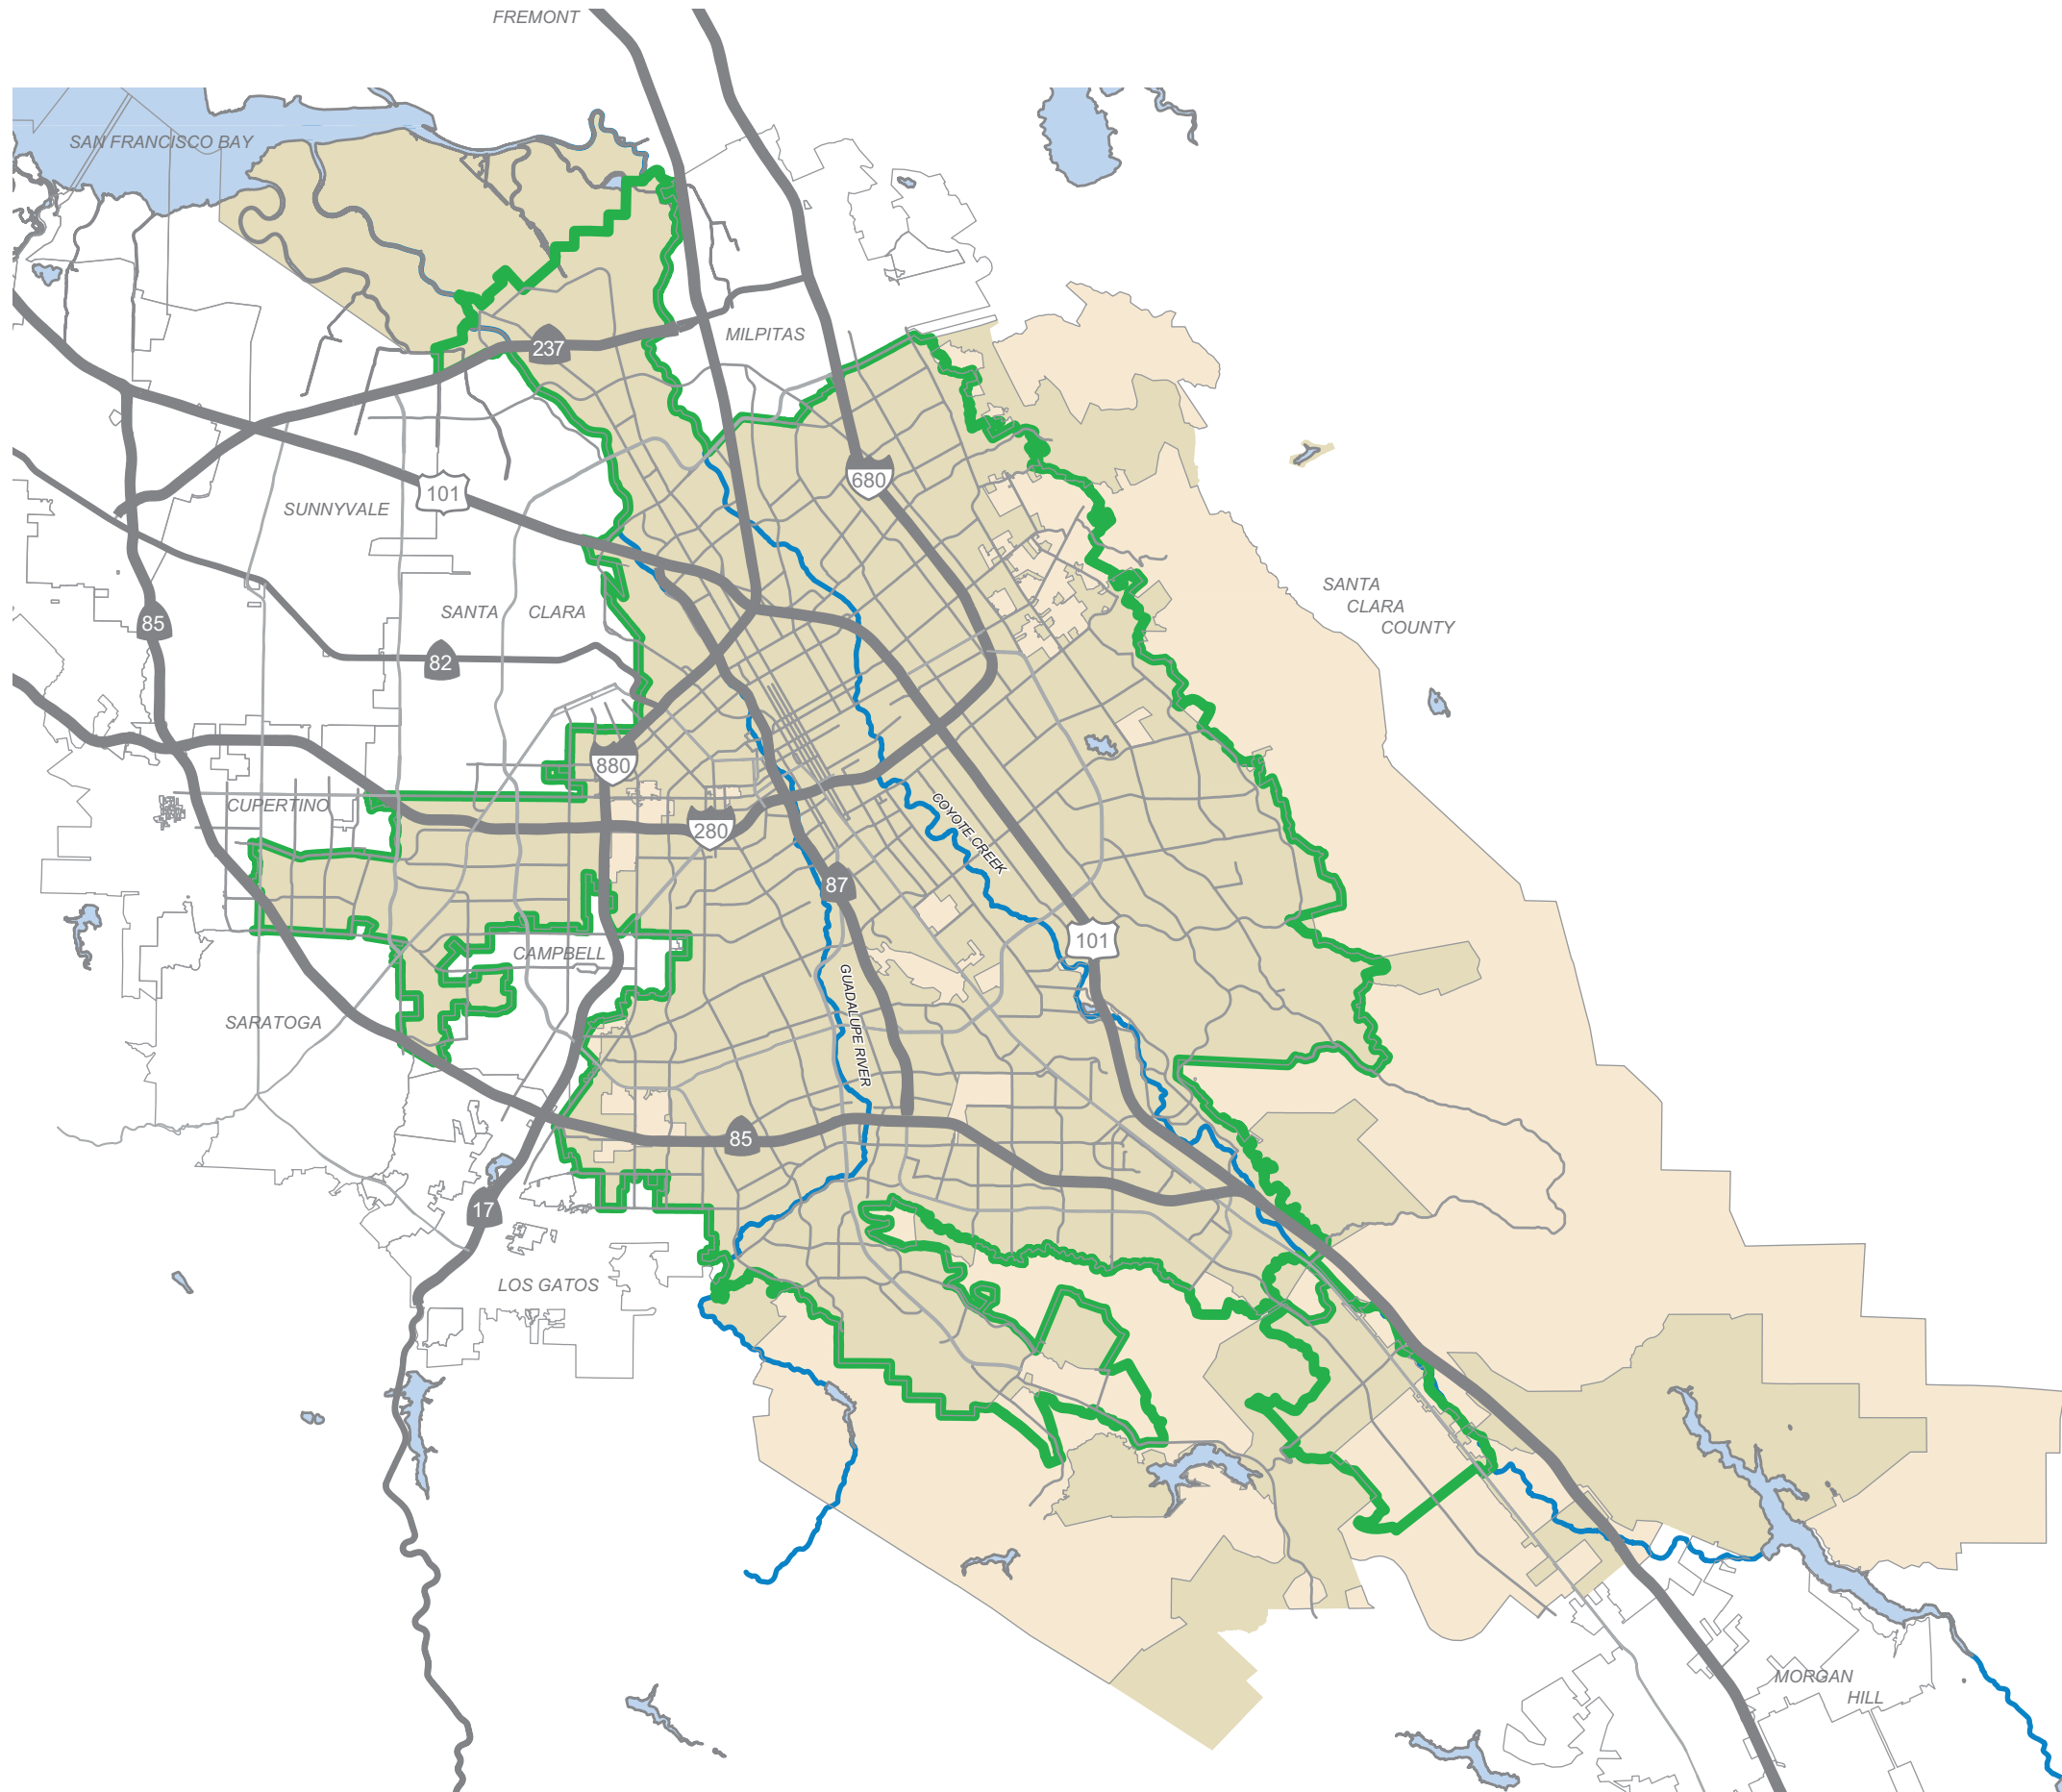 FREMONT
SAN FRANCISCO BAY
MILPITAS
237
680
101
SUNNYVALE
SANTA
CLARA
COUNTY
SANTA CLARA
85
82
880
CUPERTINO
COYOTE CREEK
280
87
101
CAMPBELL
GUADALUPE RIVER
SARATOGA
85
17
LOS GATOS
MORGAN
HILL